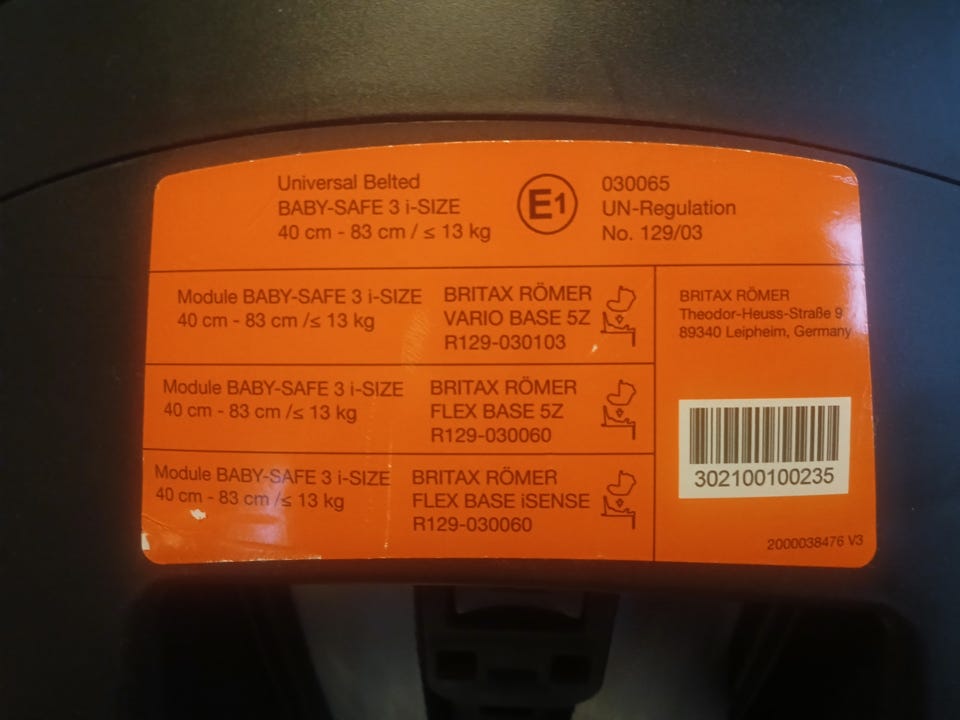 Universal Belted
BABY-SAFE 3 i-SIZE
40 cm - 83 cm / ≤ 13 kg
E1
030065
UN-Regulation
No. 129/03
Module BABY-SAFE 3 i-SIZE
40 cm - 83 cm /≤ 13 kg
BRITAX RÖMER
VARIO BASE 5Z
R129-030103
Module BABY-SAFE 3 i-SIZE
40 cm - 83 cm /≤ 13 kg
BRITAX RÖMER
FLEX BASE 5Z
R129-030060
Module BABY-SAFE 3 i-SIZE
40 cm - 83 cm /≤ 13 kg
BRITAX RÖMER
FLEX BASE iSENSE
R129-030060
BRITAX RÖMER
Theodor-Heuss-Straße 9
89340 Leipheim, Germany
302100100235
2000038476 V3